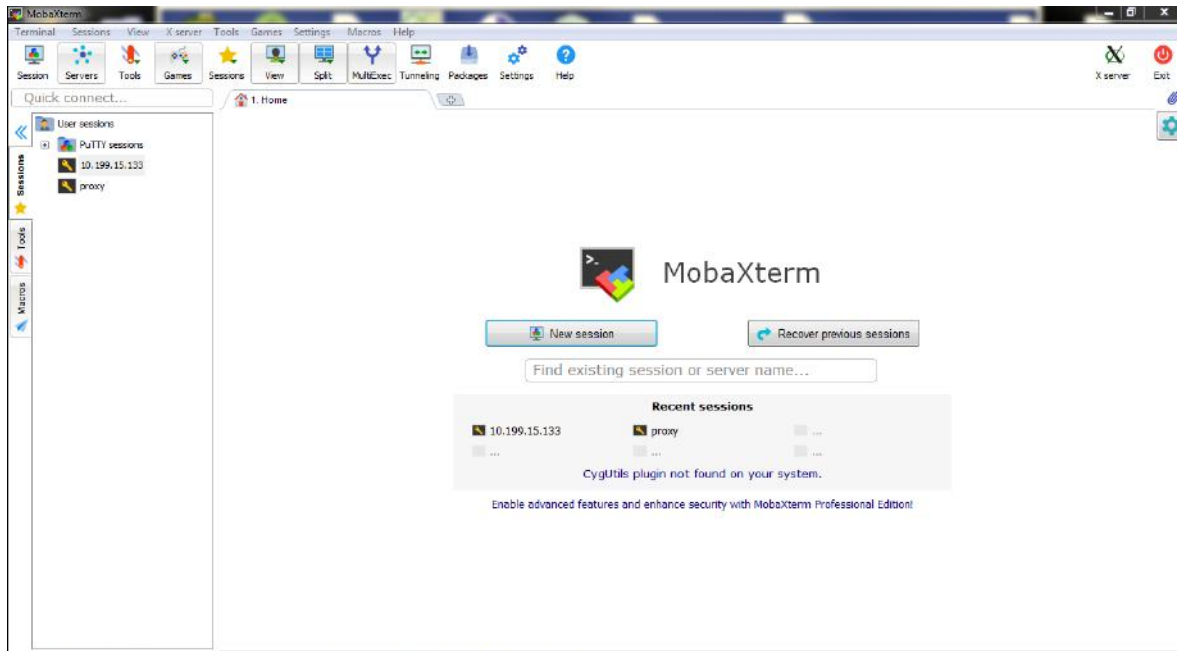 MobaXterm
Terminal Sessions View X server Tools Games Settings Macros Help
Session Servers Tools Games Sessions View Split MultiExec Tunneling Packages Settings Help X server Exit
Quick connect...
1. Home
User sessions
PuTTY sessions
10.199.15.133
proxy
Sessions
Tools
Macros
>_
MobaXterm
New session Recover previous sessions
Find existing session or server name...
Recent sessions
10.199.15.133 proxy ...
... ... ...
CygUtils plugin not found on your system.
Enable advanced features and enhance security with MobaXterm Professional Edition!